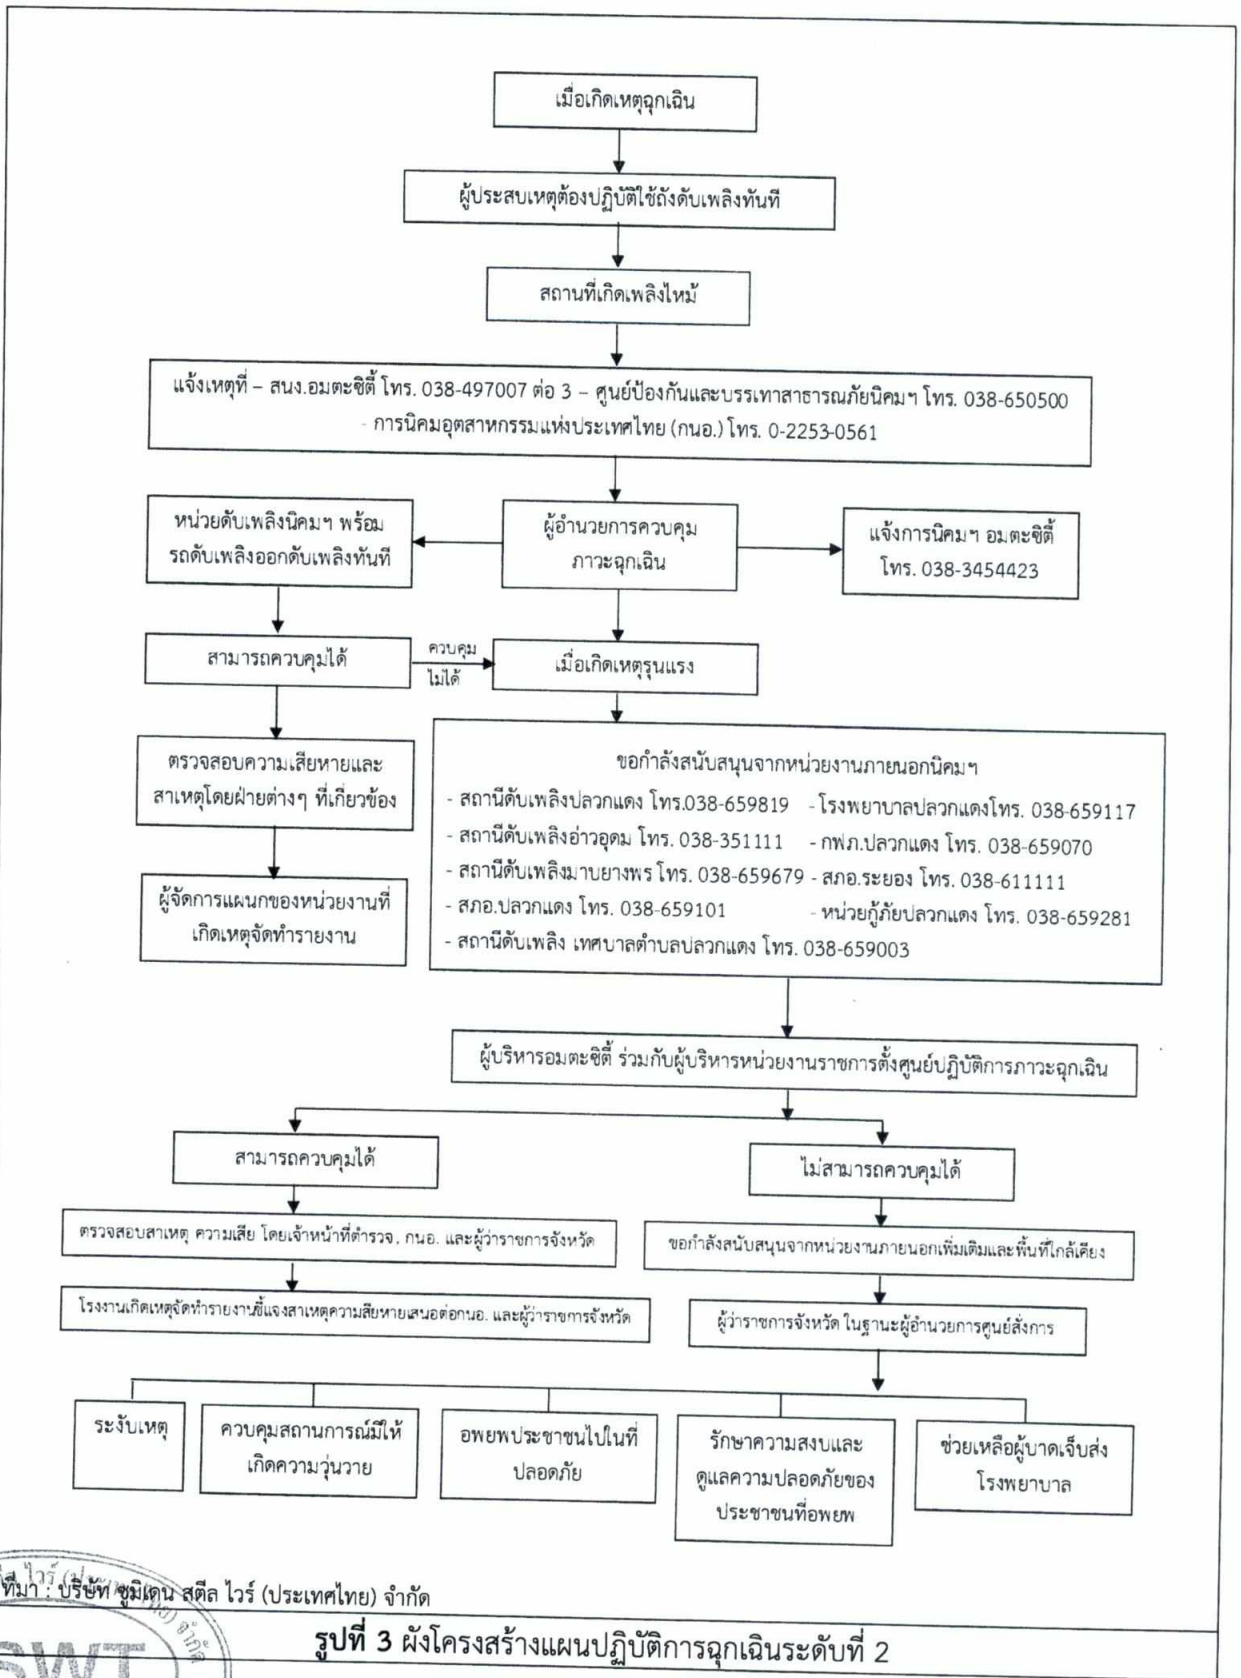 เมื่อเกิดเหตุฉุกเฉิน
ผู้ประสบเหตุต้องปฏิบัติใช้ถังดับเพลิงทันที
สถานที่เกิดเพลิงไหม้
แจ้งเหตุที่ – สนง.อมตะซิตี้ โทร. 038-497007 ต่อ 3 – ศูนย์ป้องกันและบรรเทาสาธารณภัยนิคมฯ โทร. 038-650500
- การนิคมอุตสาหกรรมแห่งประเทศไทย (กนอ.) โทร. 0-2253-0561
หน่วยดับเพลิงนิคมฯ พร้อม
รถดับเพลิงออกดับเพลิงทันที
ผู้อำนวยการควบคุม
ภาวะฉุกเฉิน
แจ้งการนิคมฯ อมตะซิตี้
โทร. 038-3454423
สามารถควบคุมได้
ควบคุม
ไม่ได้
เมื่อเกิดเหตุรุนแรง
ตรวจสอบความเสียหายและ
สาเหตุโดยฝ่ายต่างๆ ที่เกี่ยวข้อง
ผู้จัดการแผนกของหน่วยงานที่
เกิดเหตุจัดทำรายงาน
ขอกำลังสนับสนุนจากหน่วยงานภายนอกนิคมฯ
- สถานีดับเพลิงปลวกแดง โทร.038-659819 - โรงพยาบาลปลวกแดงโทร. 038-659117
- สถานีดับเพลิงอ่าวอุดม โทร. 038-351111 - กฟภ.ปลวกแดง โทร. 038-659070
- สถานีดับเพลิงมาบยางพร โทร. 038-659679 - สภอ.ระยอง โทร. 038-611111
- สภอ.ปลวกแดง โทร. 038-659101 - หน่วยกู้ภัยปลวกแดง โทร. 038-659281
- สถานีดับเพลิง เทศบาลตำบลปลวกแดง โทร. 038-659003
ผู้บริหารอมตะซิตี้ ร่วมกับผู้บริหารหน่วยงานราชการตั้งศูนย์ปฏิบัติการภาวะฉุกเฉิน
สามารถควบคุมได้
ไม่สามารถควบคุมได้
ตรวจสอบสาเหตุ ความเสีย โดยเจ้าหน้าที่ตำรวจ, กนอ. และผู้ว่าราชการจังหวัด
ขอกำลังสนับสนุนจากหน่วยงานภายนอกเพิ่มเติมและพื้นที่ใกล้เคียง
โรงงานเกิดเหตุจัดทำรายงานชี้แจงสาเหตุความสียหายเสนอต่อกนอ. และผู้ว่าราชการจังหวัด
ผู้ว่าราชการจังหวัด ในฐานะผู้อำนวยการศูนย์สั่งการ
ระงับเหตุ
ควบคุมสถานการณ์มิให้
เกิดความวุ่นวาย
อพยพประชาชนไปในที่
ปลอดภัย
รักษาความสงบและ
ดูแลความปลอดภัยของ
ประชาชนที่อพยพ
ช่วยเหลือผู้บาดเจ็บส่ง
โรงพยาบาล
ที่มา : บริษัท ซูมิเดน สตีล ไวร์ (ประเทศไทย) จำกัด
รูปที่ 3 ผังโครงสร้างแผนปฏิบัติการฉุกเฉินระดับที่ 2
SWT